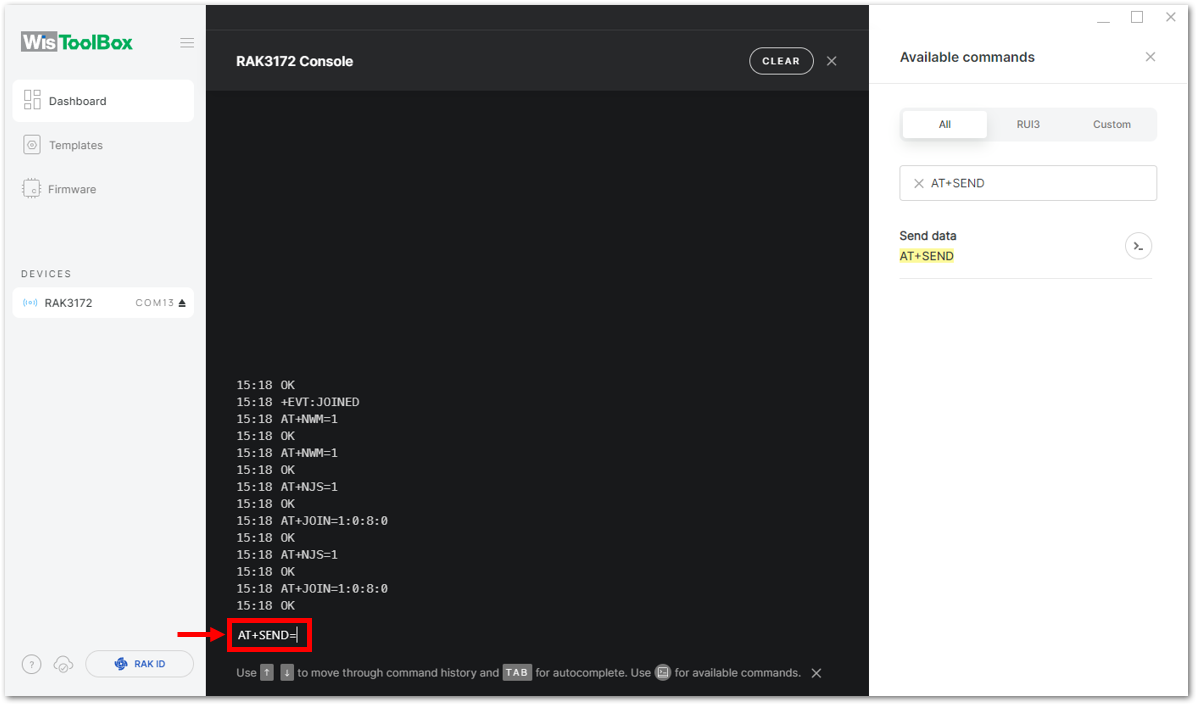 WisToolBox
Dashboard
Templates
Firmware
DEVICES
RAK3172 COM13
?
RAK ID
RAK3172 Console
CLEAR
15:18 OK
15:18 +EVT:JOINED
15:18 AT+NWM=1
15:18 OK
15:18 AT+NWM=1
15:18 OK
15:18 AT+NJS=1
15:18 OK
15:18 AT+JOIN=1:0:8:0
15:18 OK
15:18 AT+NJS=1
15:18 OK
15:18 AT+JOIN=1:0:8:0
15:18 OK
AT+SEND=
Use ↑ ↓ to move through command history and TAB for autocomplete. Use for available commands.
Available commands
All RUI3 Custom
AT+SEND
Send data
AT+SEND